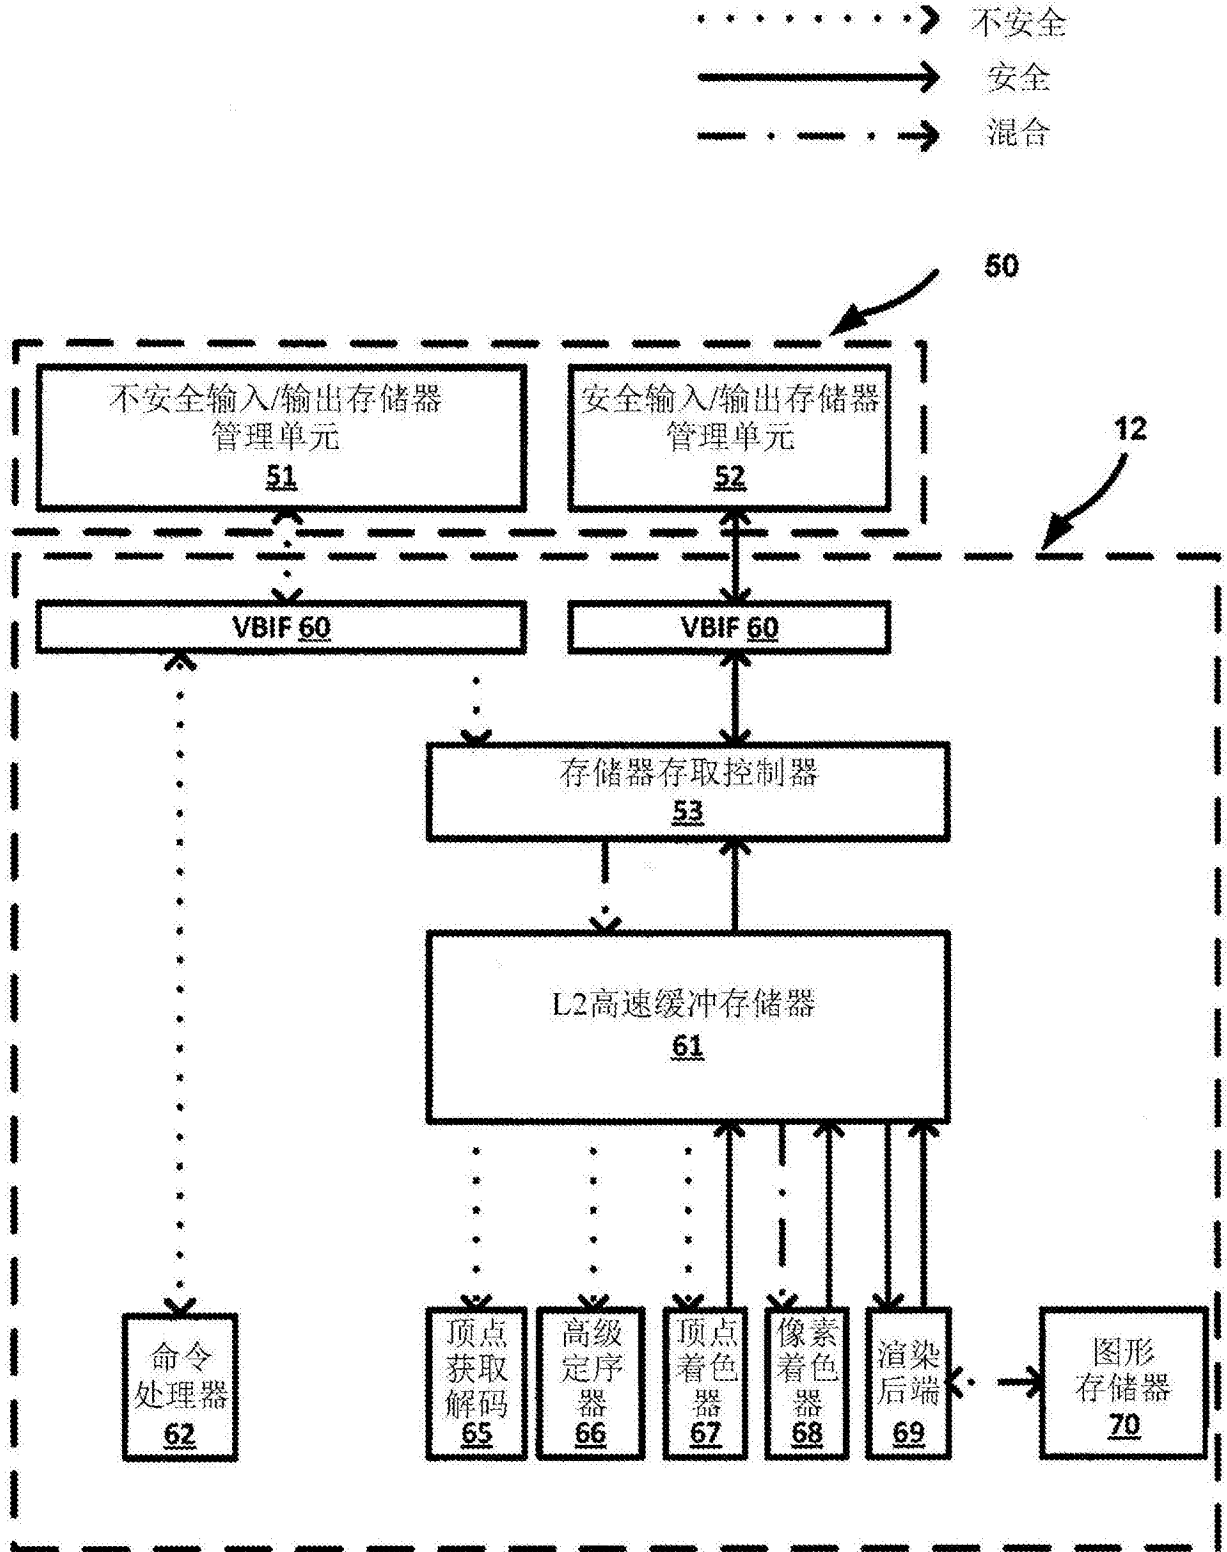 不安全
安全
混合
50
不安全输入/输出存储器
管理单元
51
安全输入/输出存储器
管理单元
52
12
VBIF 60
VBIF 60
存储器存取控制器
53
L2高速缓冲存储器
61
命令
处理器
62
顶点
获取
解码
65
高级
定序
器
66
顶点
着色
器
67
像素
着色
器
68
渲染
后端
69
图形
存储器
70